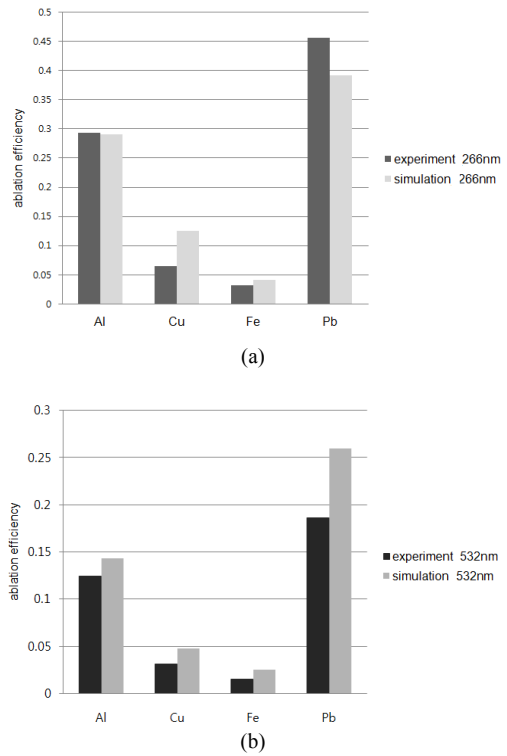 0.5
0.45
0.4
0.35
0.3
0.25
0.2
0.15
0.1
0.05
0
ablation efficiency
Al Cu Fe Pb
experiment 266nm
simulation 266nm
(a)
0.3
0.25
0.2
0.15
0.1
0.05
0
ablation efficiency
Al Cu Fe Pb
experiment 532nm
simulation 532nm
(b)